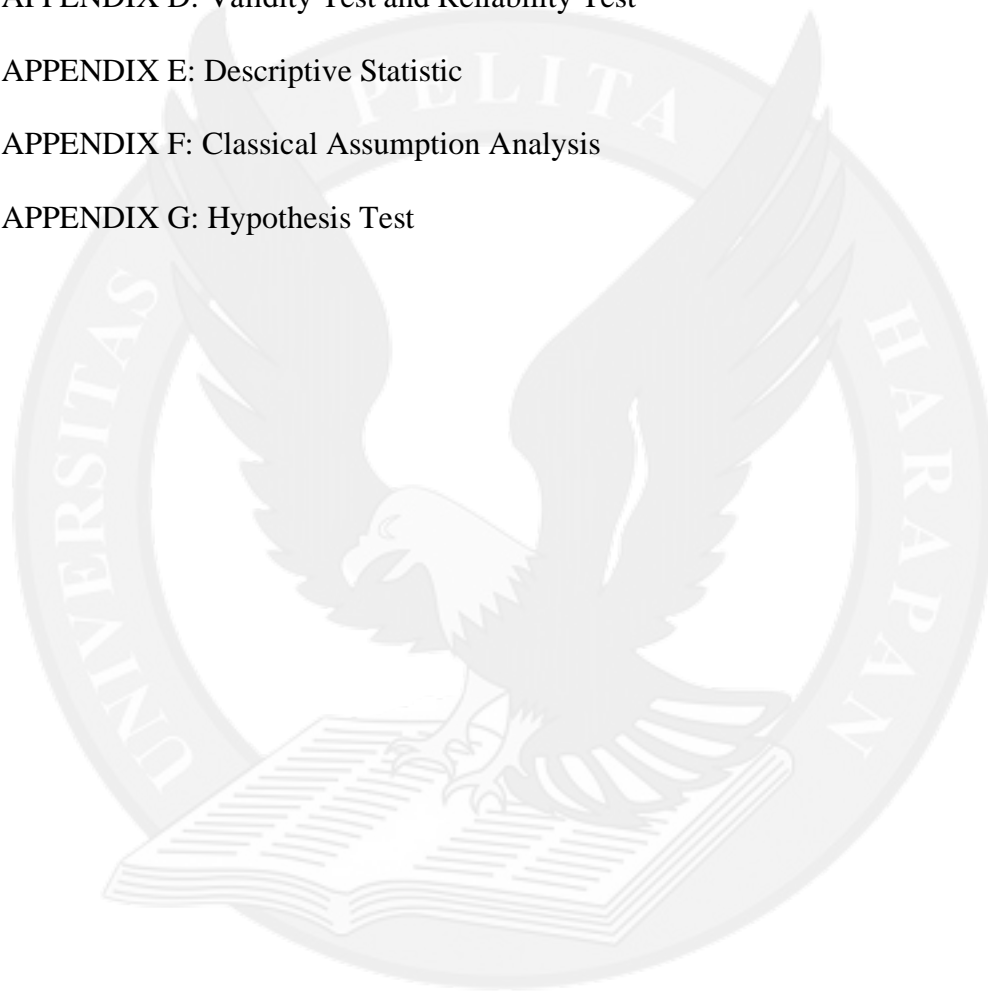 APPENDIX D: Validity Test and Reliability Test
APPENDIX E: Descriptive Statistic
APPENDIX F: Classical Assumption Analysis
APPENDIX G: Hypothesis Test
UNIVERSITAS PELITA HARAPAN